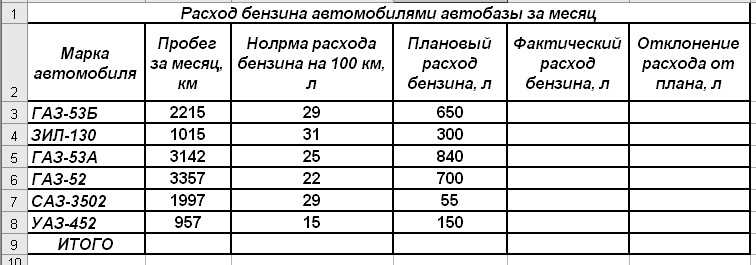 1 Расход бензина автомобилями автобазы за месяц
2 Марка автомобиля Пробег за месяц, км Нолрма расхода бензина на 100 км, л Плановый расход бензина, л Фактический расход бензина, л Отклонение расхода от плана, л
3 ГАЗ-53Б 2215 29 650
4 ЗИЛ-130 1015 31 300
5 ГАЗ-53А 3142 25 840
6 ГАЗ-52 3357 22 700
7 САЗ-3502 1997 29 55
8 УАЗ-452 957 15 150
9 ИТОГО
10